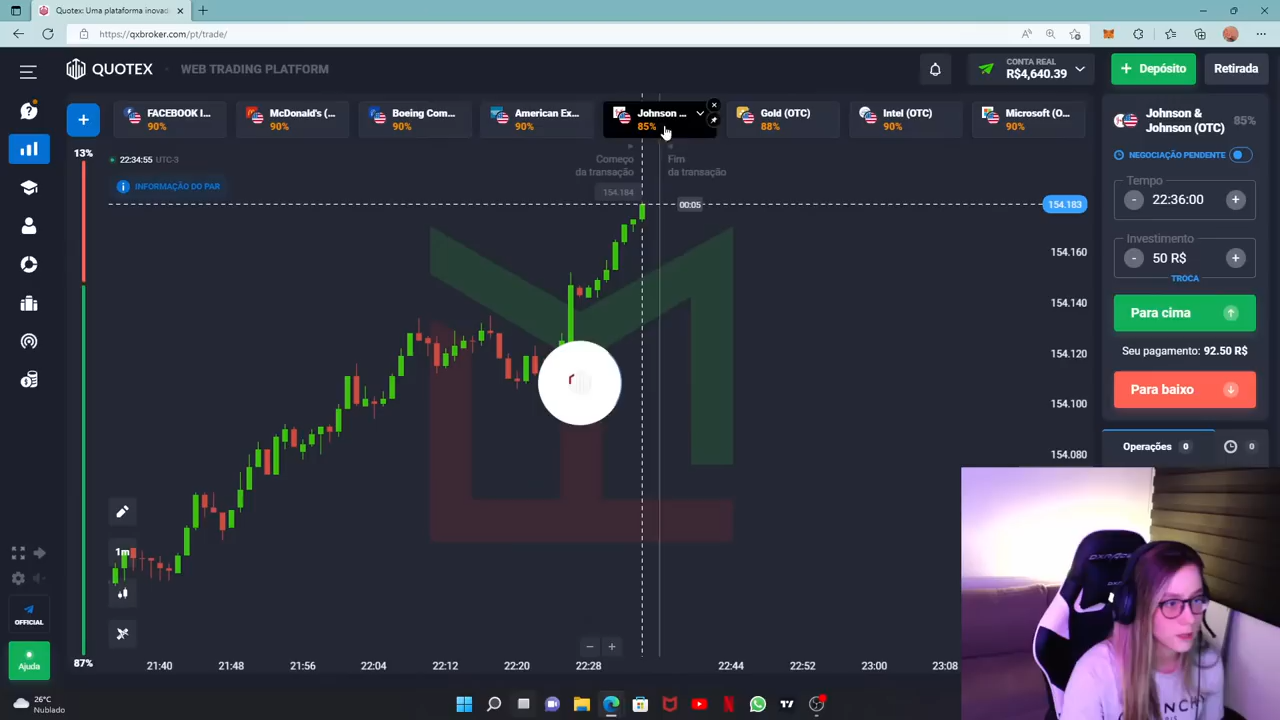 Quotex: Uma plataforma inovad
https://qxbroker.com/pt/trade/
QUOTEX
WEB TRADING PLATFORM
CONTA REAL
R$4,640.39
+ Depósito
Retirada
FACEBOOK I...
90%
McDonald's (...
90%
Boeing Com...
90%
American Ex...
90%
Johnson ...
85%
Gold (OTC)
88%
Intel (OTC)
90%
Microsoft (O...
90%
Johnson &
Johnson (OTC)
85%
NEGOCIAÇÃO PENDENTE
Tempo
- 22:36:00 +
Investimento
- 50 R$ +
TROCA
Para cima
Seu pagamento: 92.50 R$
Para baixo
Operações 0
0
13%
22:34:55 UTC-3
INFORMAÇÃO DO PAR
Começo
da transação
Fim
da transação
154.184
00:05
154.183
154.160
154.140
154.120
154.100
154.080
1m
87%
21:40 21:48 21:56 22:04 22:12 22:20 22:28 22:44 22:52 23:00 23:08
OFFICIAL
Ajuda
26°C
Nublado